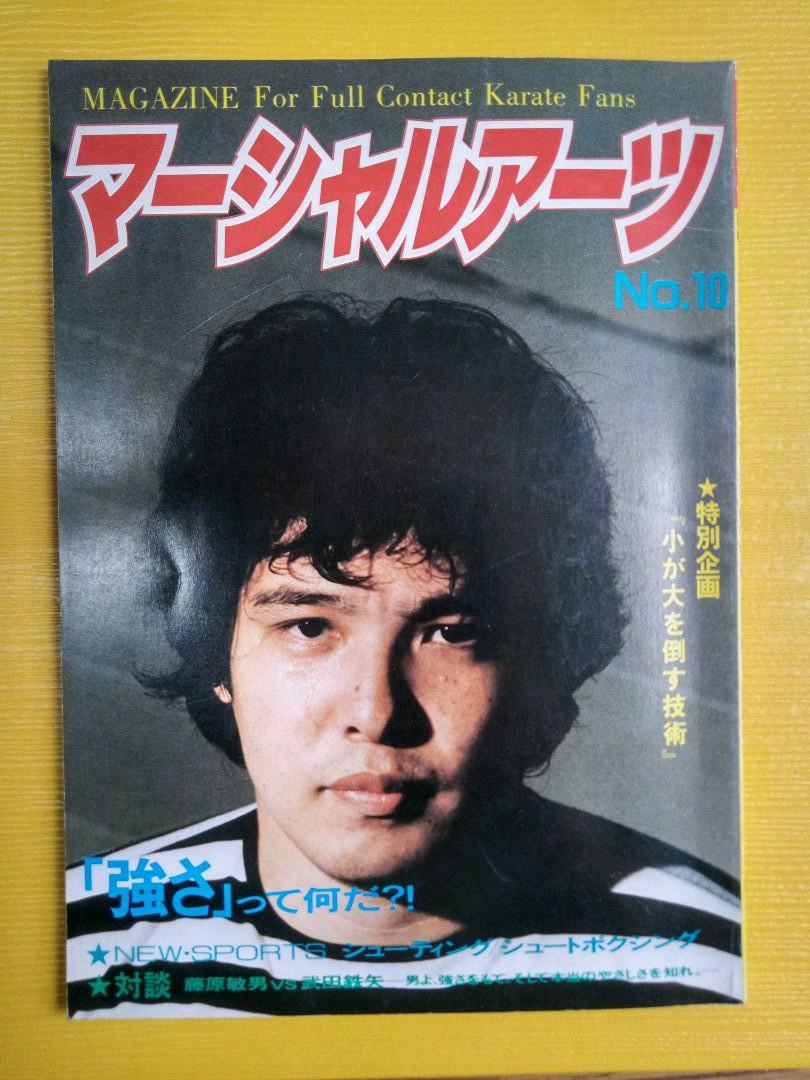 MAGAZINE For Full Contact Karate Fans
マーシャルアーツ
No.10
★特別企画
『小が大を倒す技術』
「強さ」って何だ?!
★NEW・SPORTS シューティング シュートボクシング
★対談 藤原敏男vs武田鉄矢─男よ、強さをもて。そして本当のやさしさを知れ。─